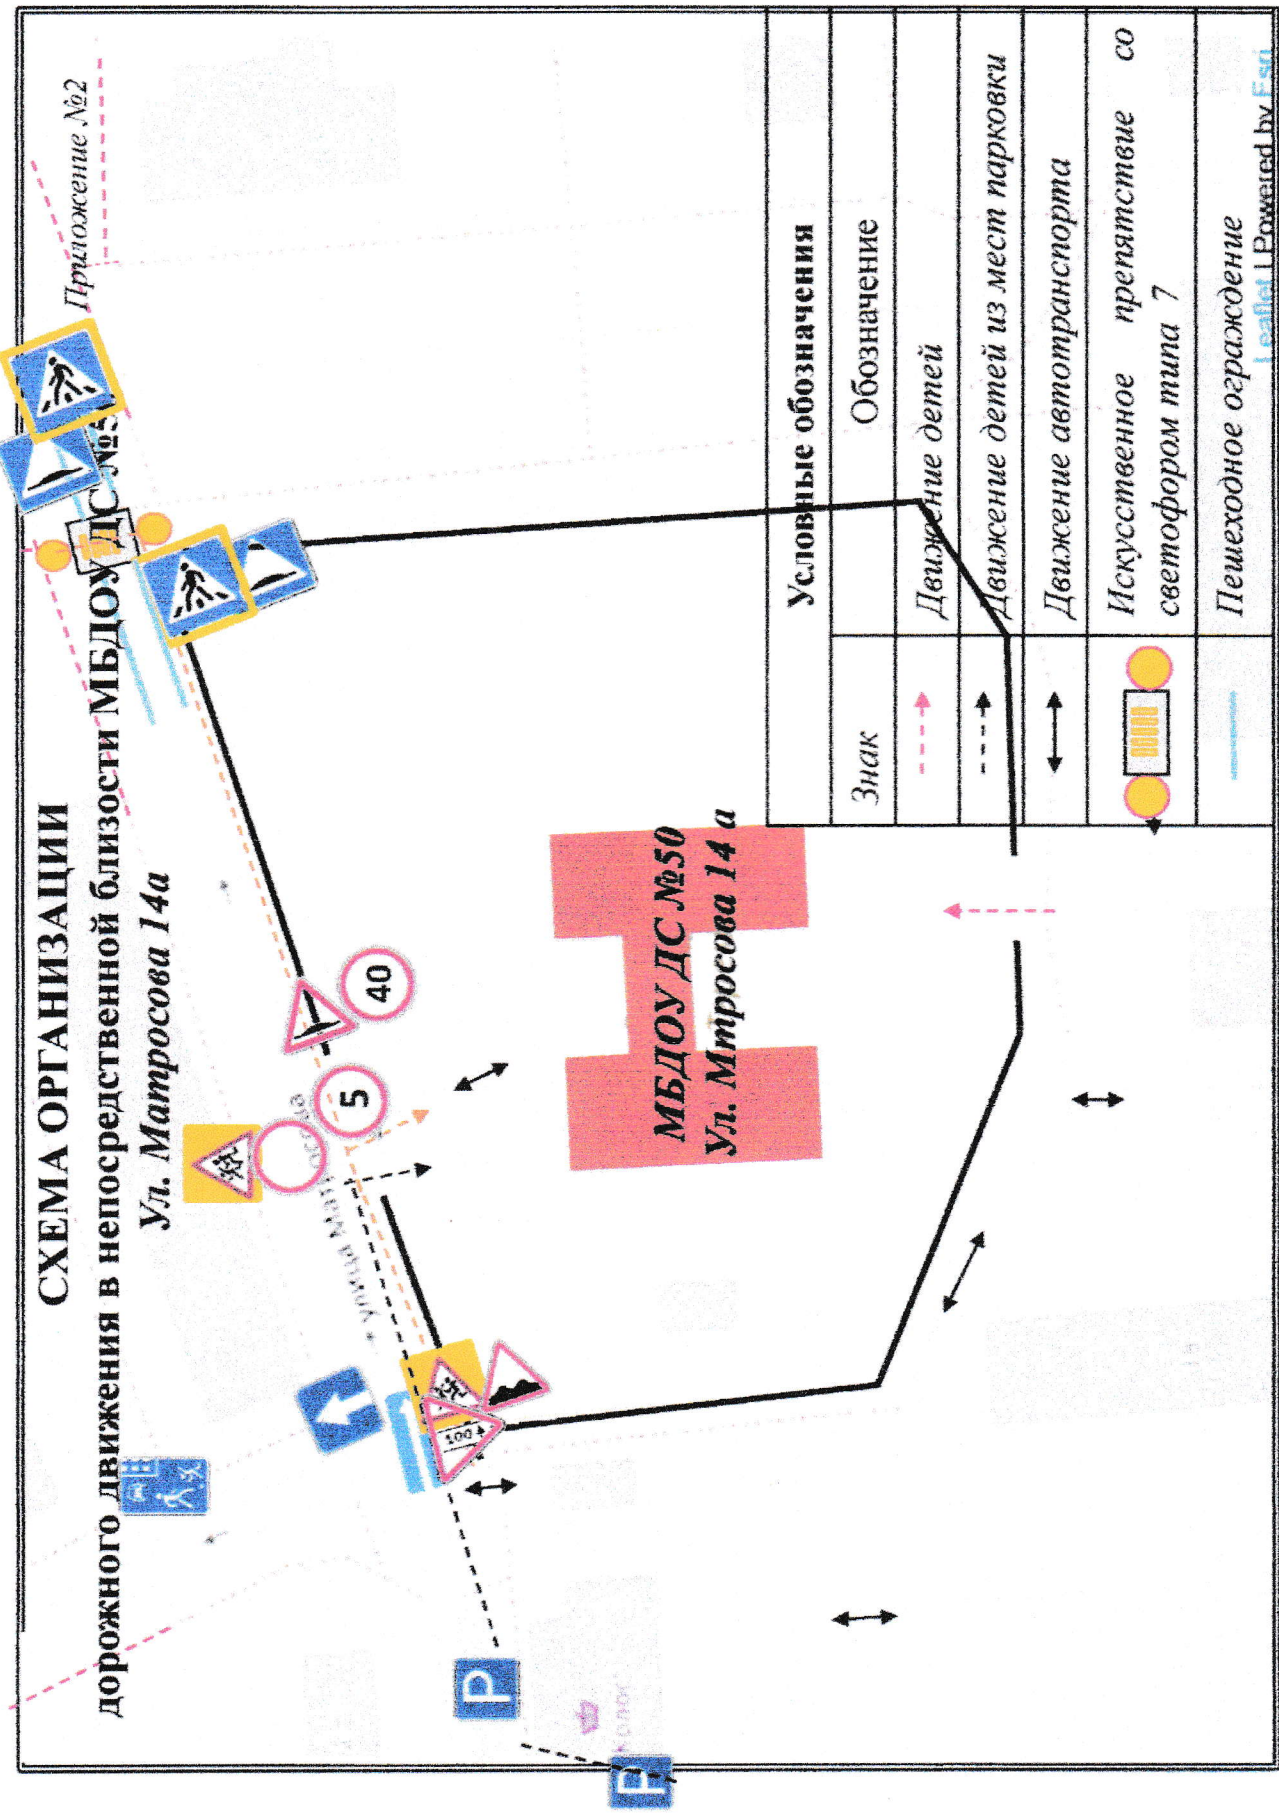 Приложение №2
СХЕМА ОРГАНИЗАЦИИ
дорожного движения в непосредственной близости МБДОУ ДС №5
Ул. Матросова 14а
40
5
100
P
P
МБДОУ ДС №50
Ул. Мтросова 14 а
Условные обозначения
Знак Обозначение
Движение детей
Движение детей из мест парковки
Движение автотранспорта
Искусственное препятствие со
светофором типа 7
Пешеходное ограждение
Leaflet | Powered by Esri